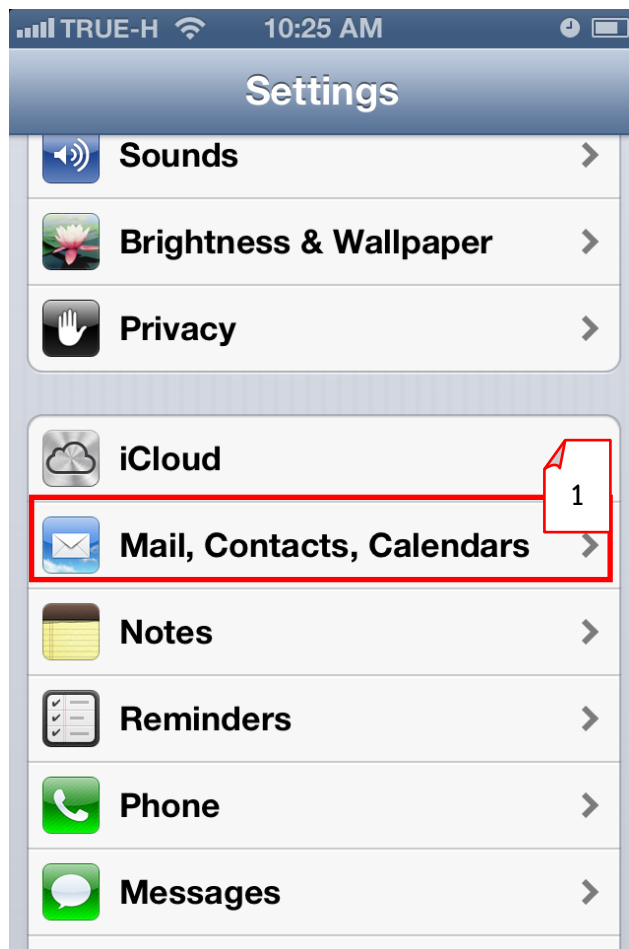 TRUE-H 10:25 AM
Settings
Sounds
Brightness & Wallpaper
Privacy
iCloud
1
Mail, Contacts, Calendars
Notes
Reminders
Phone
Messages